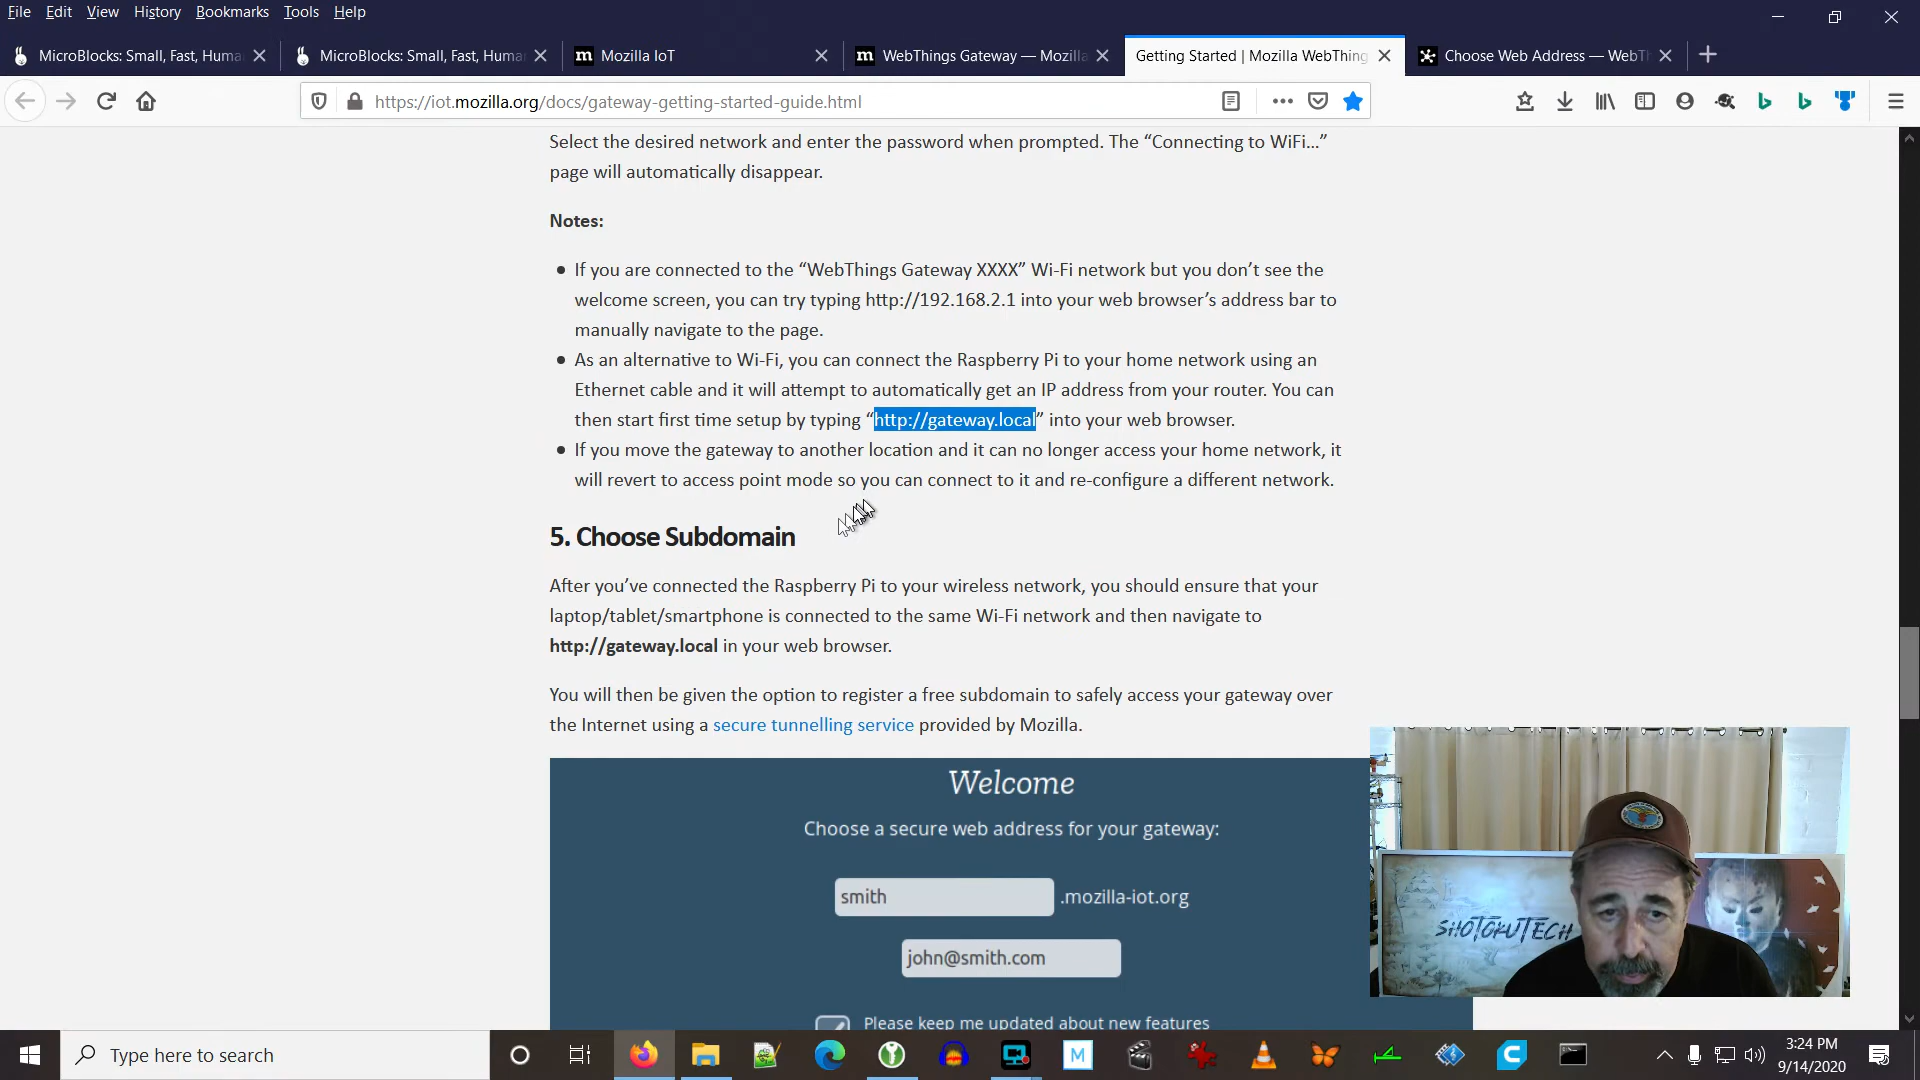 File Edit View History Bookmarks Tools Help
MicroBlocks: Small, Fast, Huma
MicroBlocks: Small, Fast, Huma
m Mozilla IoT
m WebThings Gateway — Mozilla
Getting Started | Mozilla WebThing
Choose Web Address — WebT
https://iot.mozilla.org/docs/gateway-getting-started-guide.html
Select the desired network and enter the password when prompted. The “Connecting to WiFi…”
page will automatically disappear.
Notes:
If you are connected to the “WebThings Gateway XXXX” Wi-Fi network but you don’t see the
welcome screen, you can try typing http://192.168.2.1 into your web browser’s address bar to
manually navigate to the page.
As an alternative to Wi-Fi, you can connect the Raspberry Pi to your home network using an
Ethernet cable and it will attempt to automatically get an IP address from your router. You can
then start first time setup by typing “http://gateway.local” into your web browser.
If you move the gateway to another location and it can no longer access your home network, it
will revert to access point mode so you can connect to it and re-configure a different network.
5. Choose Subdomain
After you’ve connected the Raspberry Pi to your wireless network, you should ensure that your
laptop/tablet/smartphone is connected to the same Wi-Fi network and then navigate to
http://gateway.local in your web browser.
You will then be given the option to register a free subdomain to safely access your gateway over
the Internet using a secure tunnelling service provided by Mozilla.
Welcome
Choose a secure web address for your gateway:
smith .mozilla-iot.org
john@smith.com
Please keep me updated about new features
SHOTOKUTECH
Type here to search
M
3:24 PM
9/14/2020